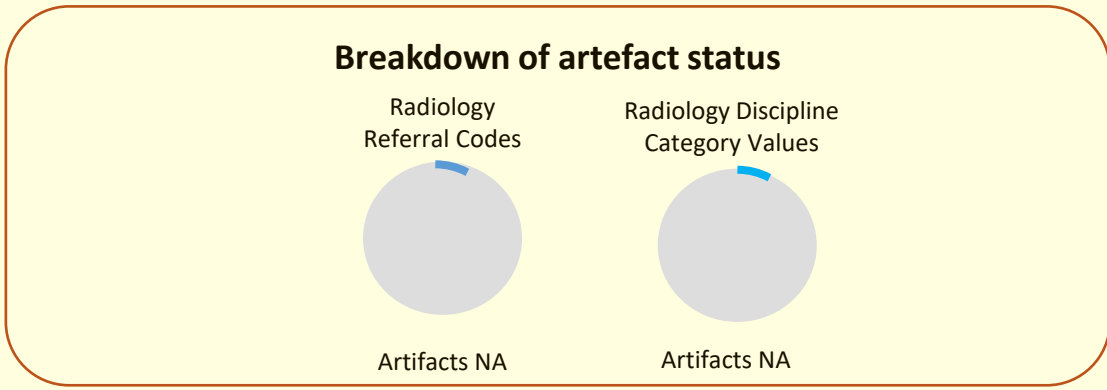 Breakdown of artefact status
Radiology
Referral Codes
Radiology Discipline
Category Values
Artifacts NA
Artifacts NA